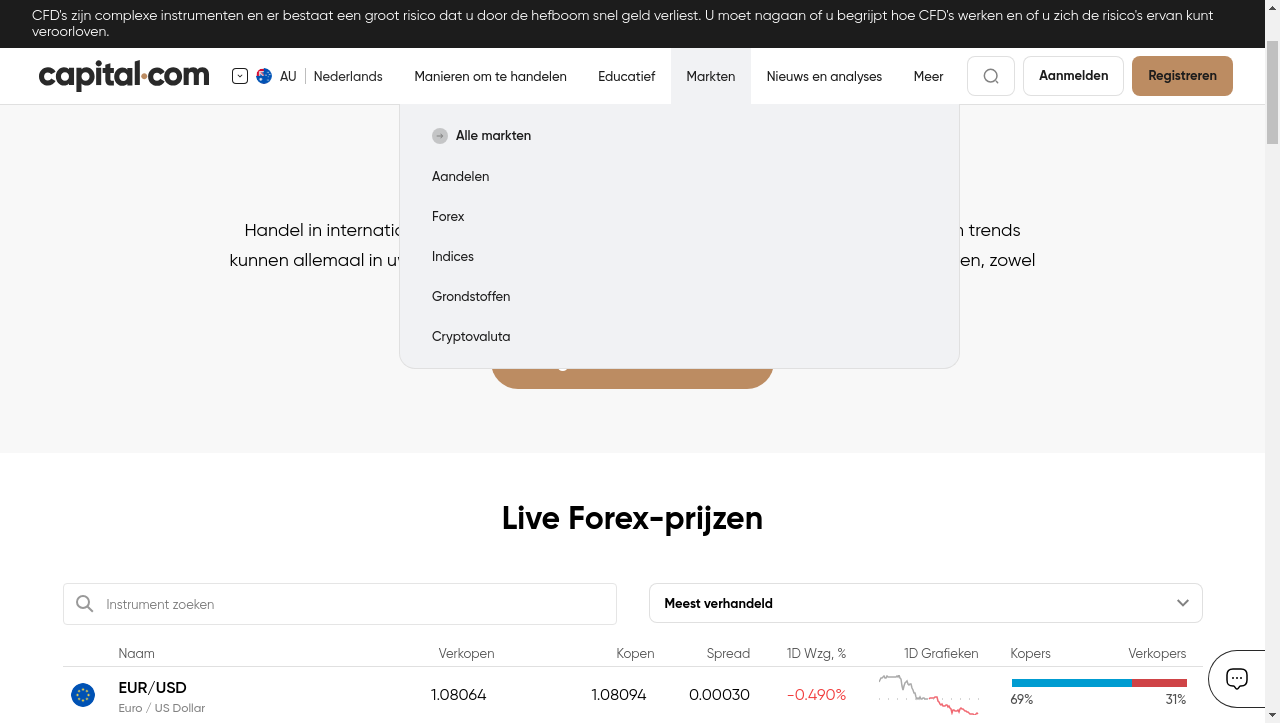 CFD's zijn complexe instrumenten en er bestaat een groot risico dat u door de hefboom snel geld verliest. U moet nagaan of u begrijpt hoe CFD's werken en of u zich de risico's ervan kunt
veroorloven.
capital.com AU Nederlands Manieren om te handelen Educatief Markten Nieuws en analyses Meer Aanmelden Registreren
Alle markten
Aandelen
Forex
Indices
Grondstoffen
Cryptovaluta
Handel in trends
kunnen allemaal in zowel
Live Forex-prijzen
Instrument zoeken Meest verhandeld
Naam Verkopen Kopen Spread 1D Wzg, % 1D Grafieken Kopers Verkopers
EUR/USD 1.08064 1.08094 0.00030 -0.490% 69% 31%
Euro / US Dollar